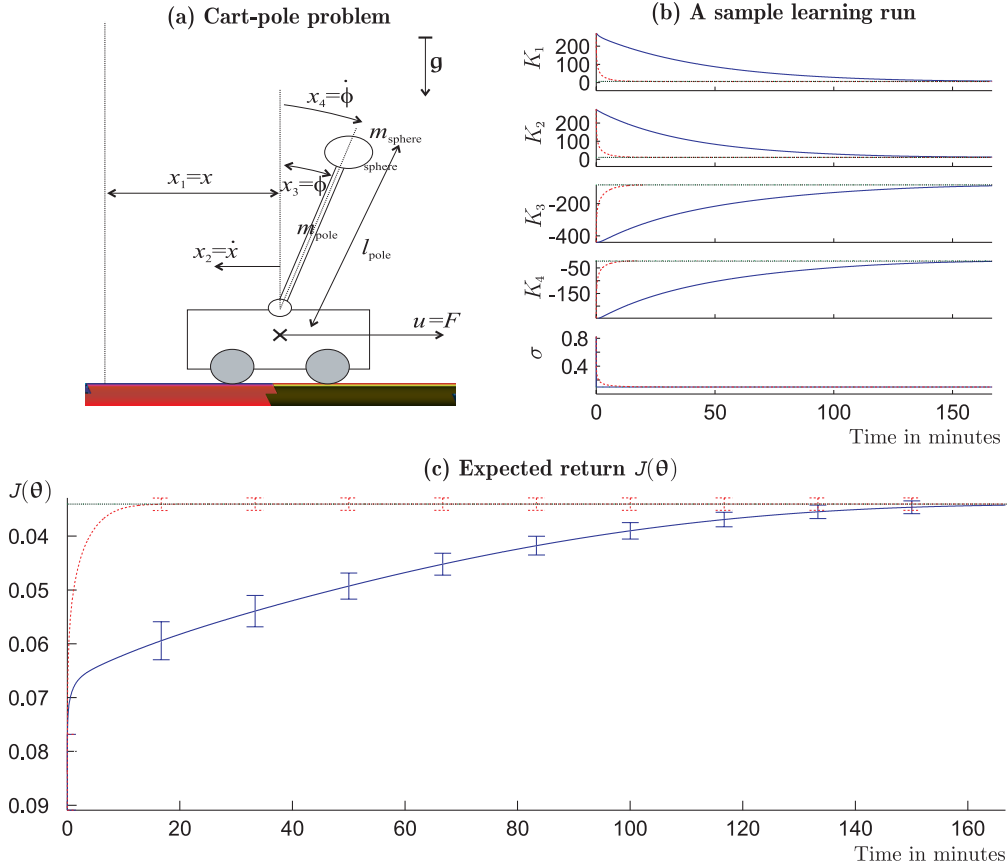 (a) Cart-pole problem
g
x₄=ϕ̇
m_sphere
sphere
x₃=ϕ
x₁=x
m_pole
l_pole
x₂=ẋ
u=F
(b) A sample learning run
K₁
200
100
0
K₂
200
100
0
K₃
-200
-400
K₄
-50
-150
σ
0.8
0.4
0 50 100 150
Time in minutes
(c) Expected return J(θ)
J(θ)
0.04
0.05
0.06
0.07
0.08
0.09
0 20 40 60 80 100 120 140 160
Time in minutes